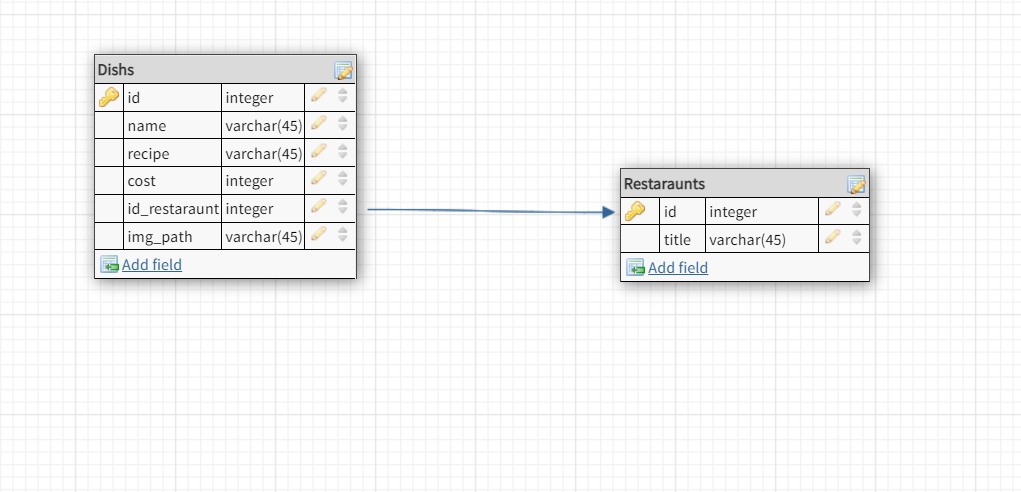 Dishs
id integer
name varchar(45)
recipe varchar(45)
cost integer
id_restaraunt integer
img_path varchar(45)
Add field
Restaraunts
id integer
title varchar(45)
Add field